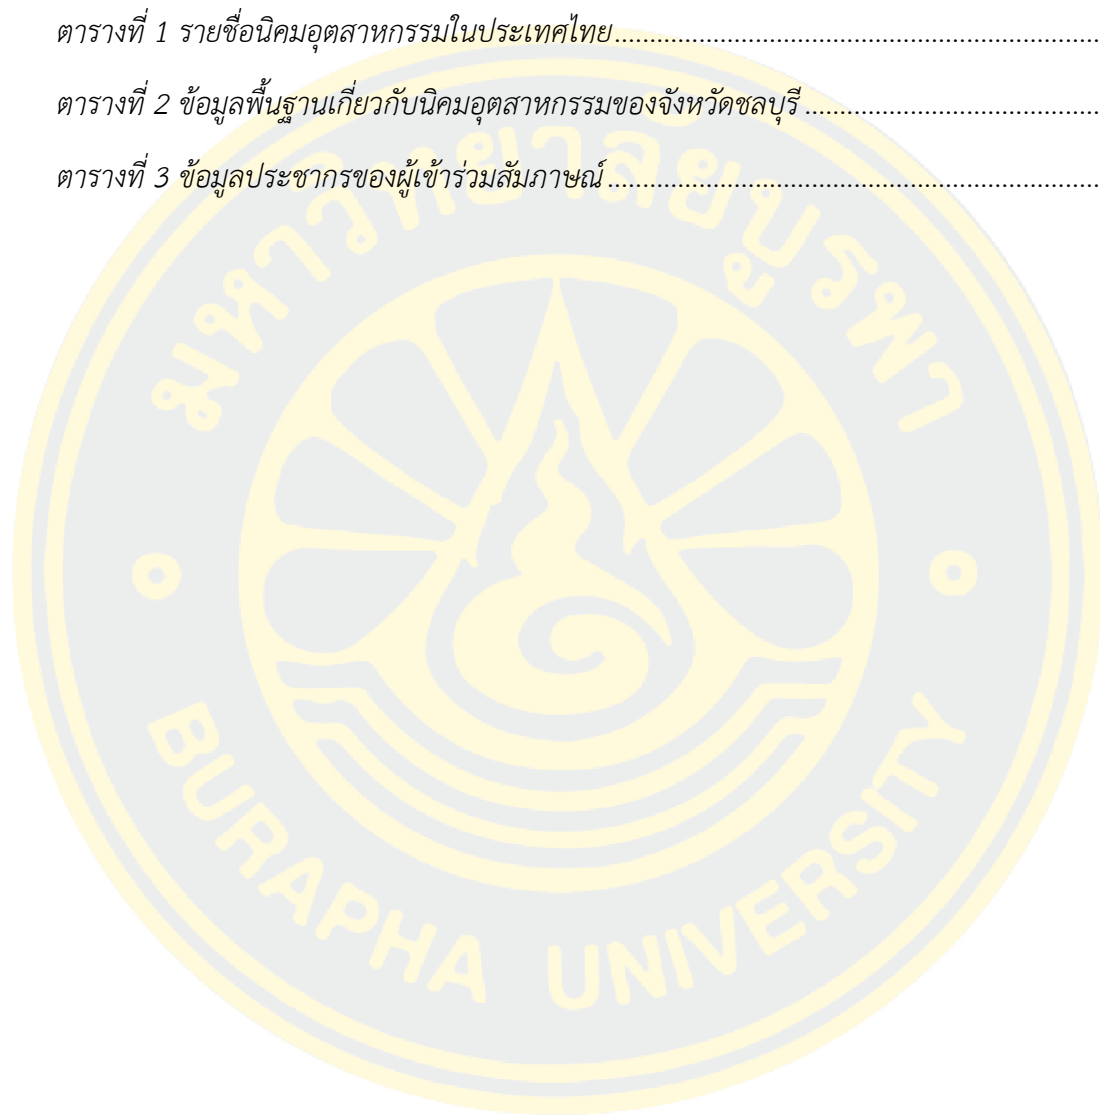 ตารางที่ 1 รายชื่อนิคมอุตสาหกรรมในประเทศไทย........................................................
ตารางที่ 2 ข้อมูลพื้นฐานเกี่ยวกับนิคมอุตสาหกรรมของจังหวัดชลบุรี..................................
ตารางที่ 3 ข้อมูลประชากรของผู้เข้าร่วมสัมภาษณ์.........................................................
มหาวิทยาลัยบูรพา
BURAPHA UNIVERSITY